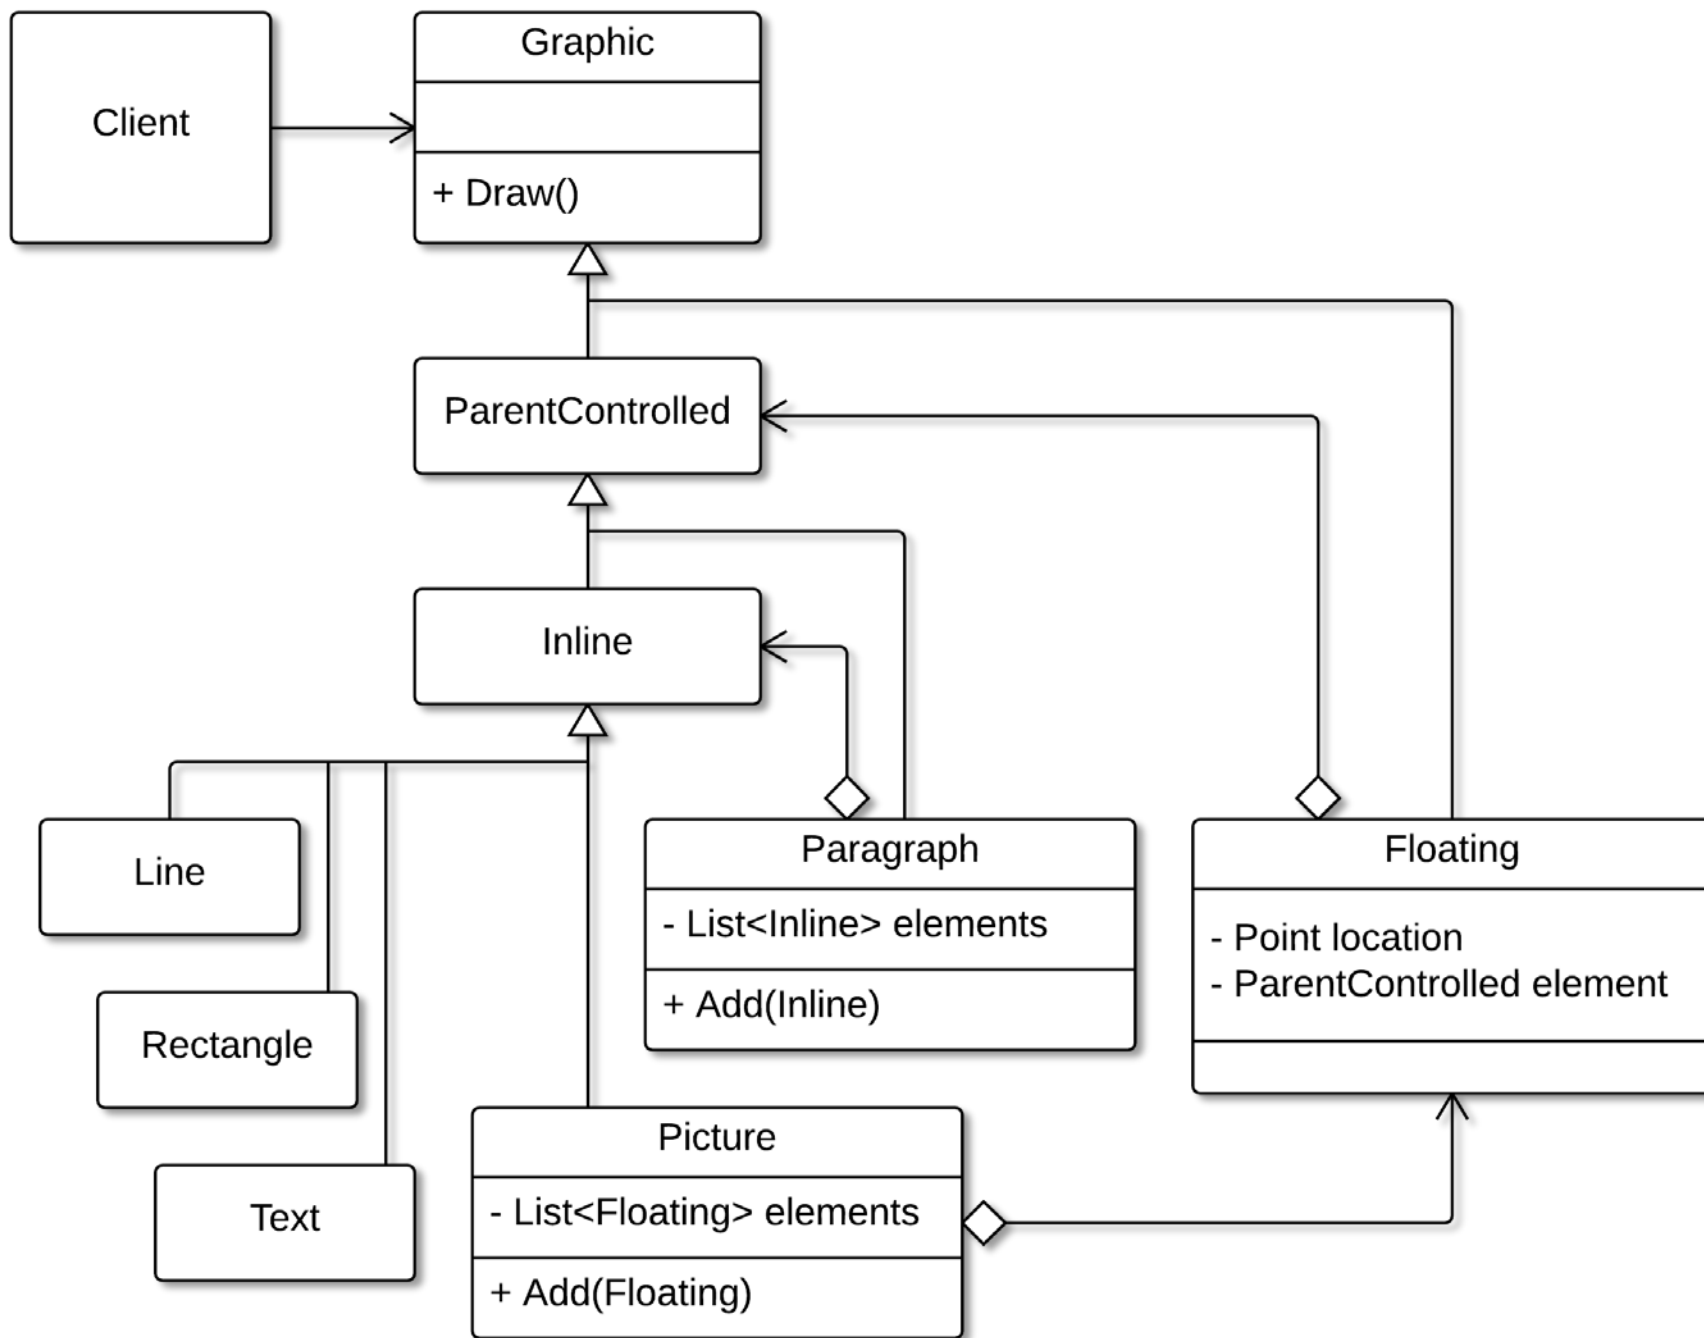 Client
Graphic
+ Draw()
ParentControlled
Inline
Line
Rectangle
Text
Paragraph
- List<Inline> elements
+ Add(Inline)
Floating
- Point location
- ParentControlled element
Picture
- List<Floating> elements
+ Add(Floating)